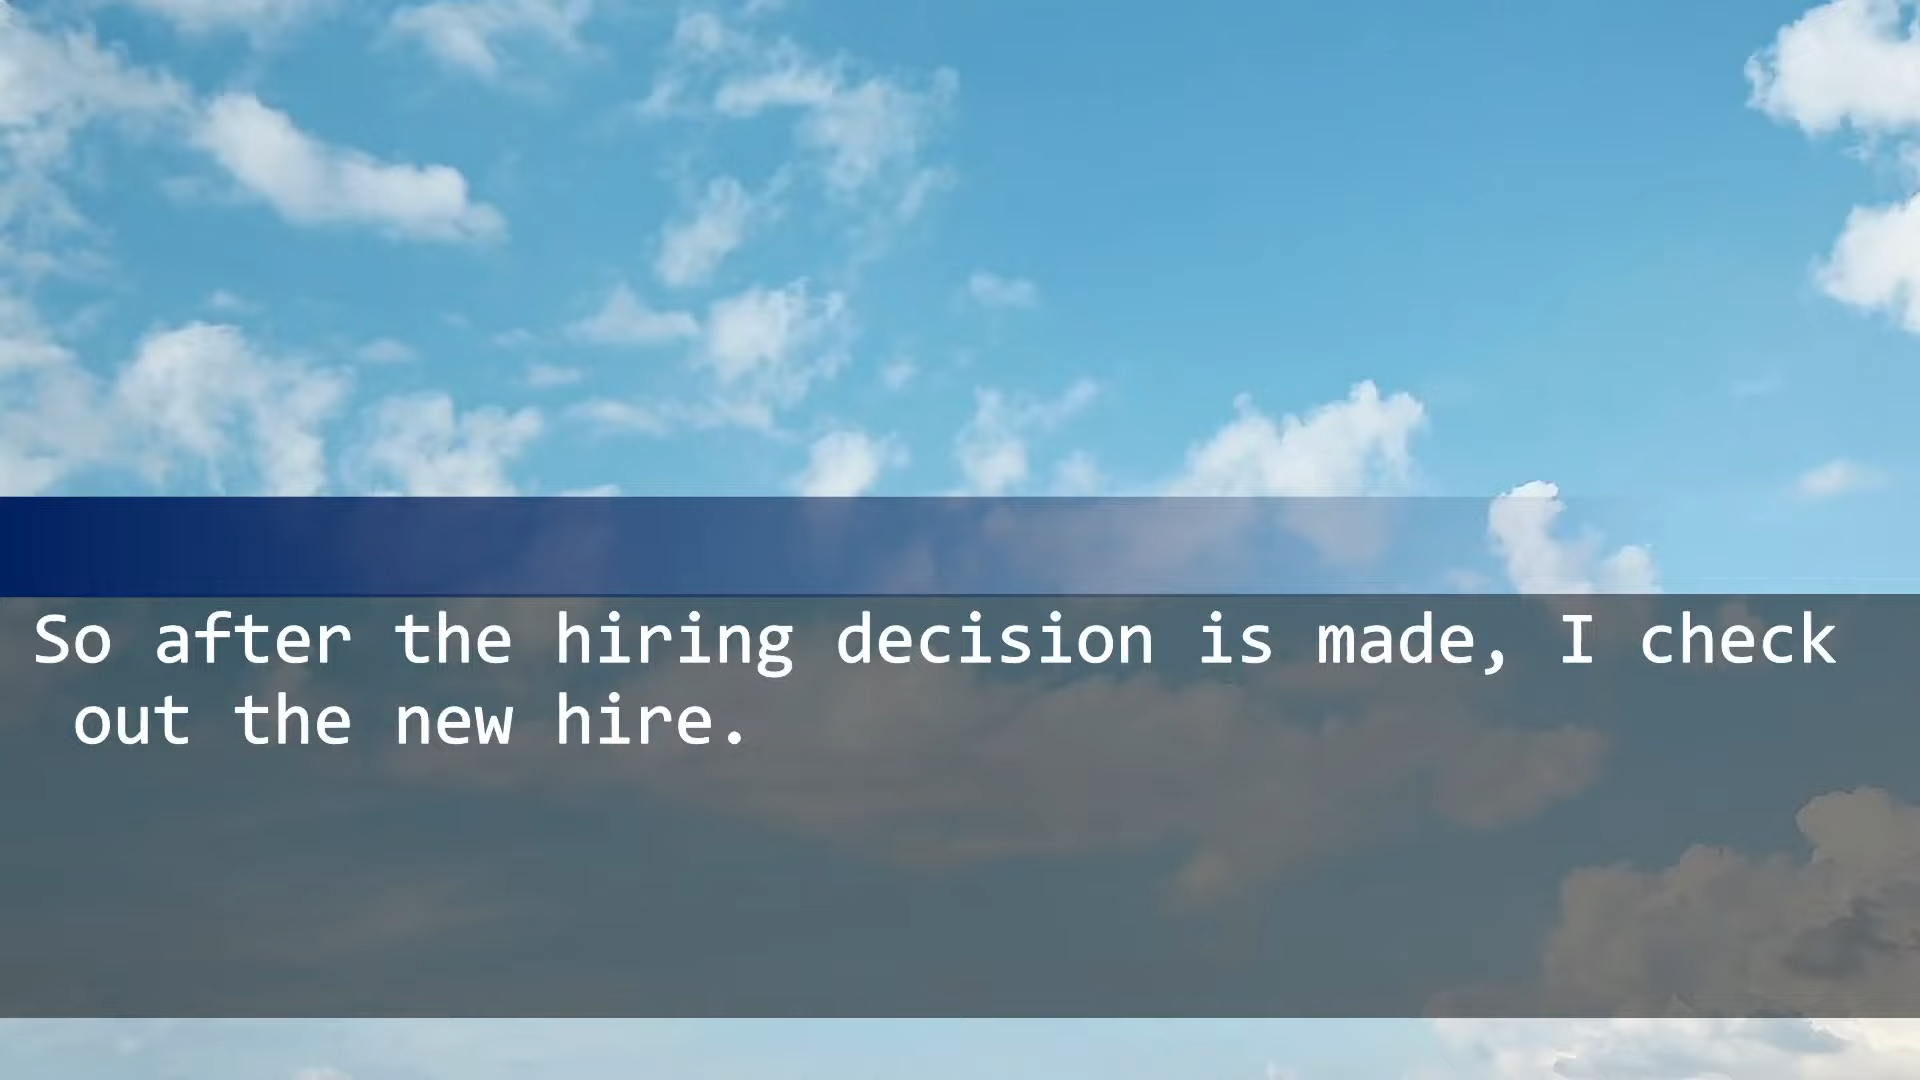 So after the hiring decision is made, I check
out the new hire.